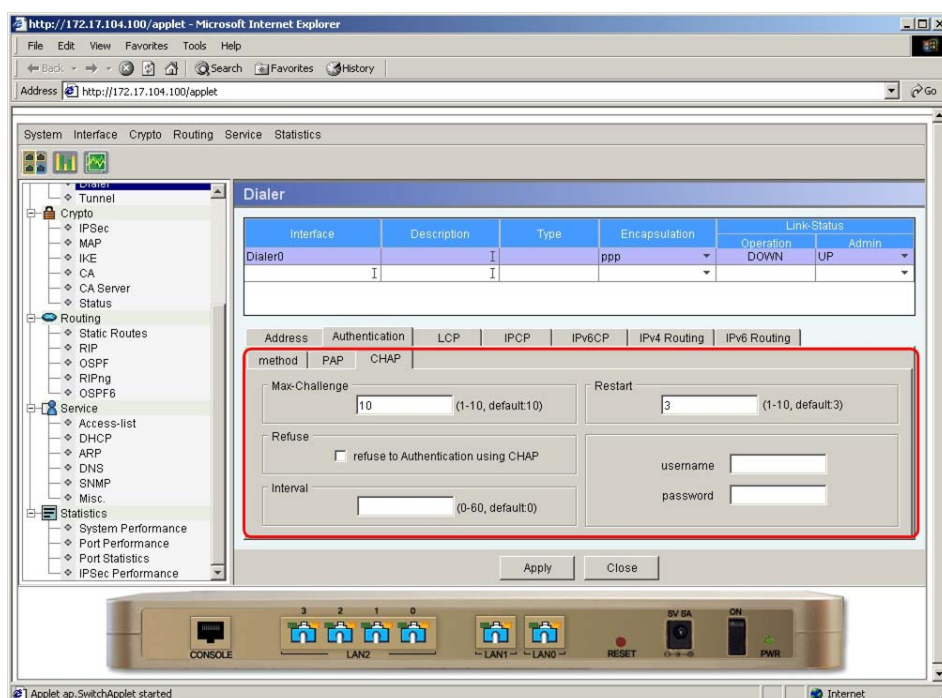 http://172.17.104.100/applet - Microsoft Internet Explorer
File Edit View Favorites Tools Help
Back Search Favorites History
Address http://172.17.104.100/applet Go
System Interface Crypto Routing Service Statistics
Dialer
Tunnel
Crypto
IPSec
MAP
IKE
CA
CA Server
Status
Routing
Static Routes
RIP
OSPF
RIPng
OSPF6
Service
Access-list
DHCP
ARP
DNS
SNMP
Misc.
Statistics
System Performance
Port Performance
Port Statistics
IPSec Performance
Dialer
Interface Description Type Encapsulation Link-Status
Operation Admin
Dialer0 ppp DOWN UP
Address Authentication LCP IPCP IPv6CP IPv4 Routing IPv6 Routing
method PAP CHAP
Max-Challenge
10 (1-10, default:10)
Restart
3 (1-10, default:3)
Refuse
refuse to Authentication using CHAP
Interval
(0-60, default:0)
username
password
Apply Close
CONSOLE
3 2 1 0
LAN2
LAN1 LAN0
RESET
5V 5A
ON
PWR
Applet ap.SwitchApplet started
Internet